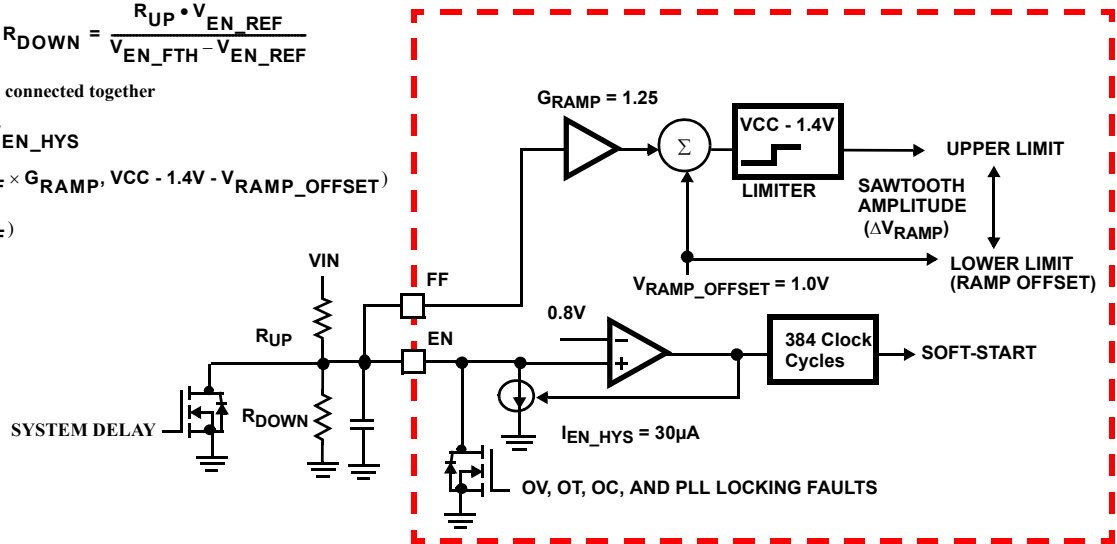 R_DOWN = R_UP • V_EN_REF / V_EN_FTH – V_EN_REF
connected together
EN_HYS
× G_RAMP, VCC - 1.4V - V_RAMP_OFFSET)
)
G_RAMP = 1.25
Σ
VCC - 1.4V
LIMITER
UPPER LIMIT
SAWTOOTH
AMPLITUDE
(ΔV_RAMP)
LOWER LIMIT
(RAMP OFFSET)
V_RAMP_OFFSET = 1.0V
VIN
FF
R_UP
EN
0.8V
384 Clock
Cycles
SOFT-START
SYSTEM DELAY
R_DOWN
I_EN_HYS = 30µA
OV, OT, OC, AND PLL LOCKING FAULTS